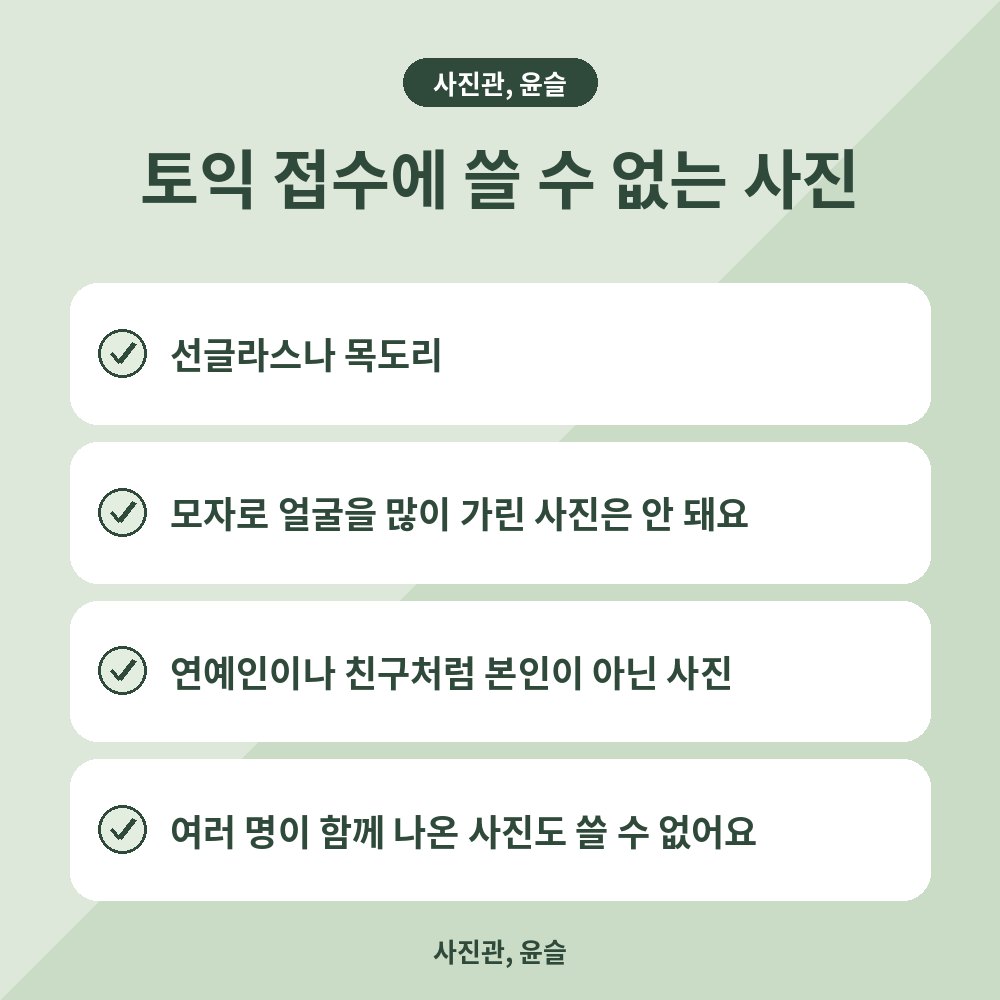 사진관, 윤슬
토익 접수에 쓸 수 없는 사진
선글라스나 목도리
모자로 얼굴을 많이 가린 사진은 안 돼요
연예인이나 친구처럼 본인이 아닌 사진
여러 명이 함께 나온 사진도 쓸 수 없어요
사진관, 윤슬